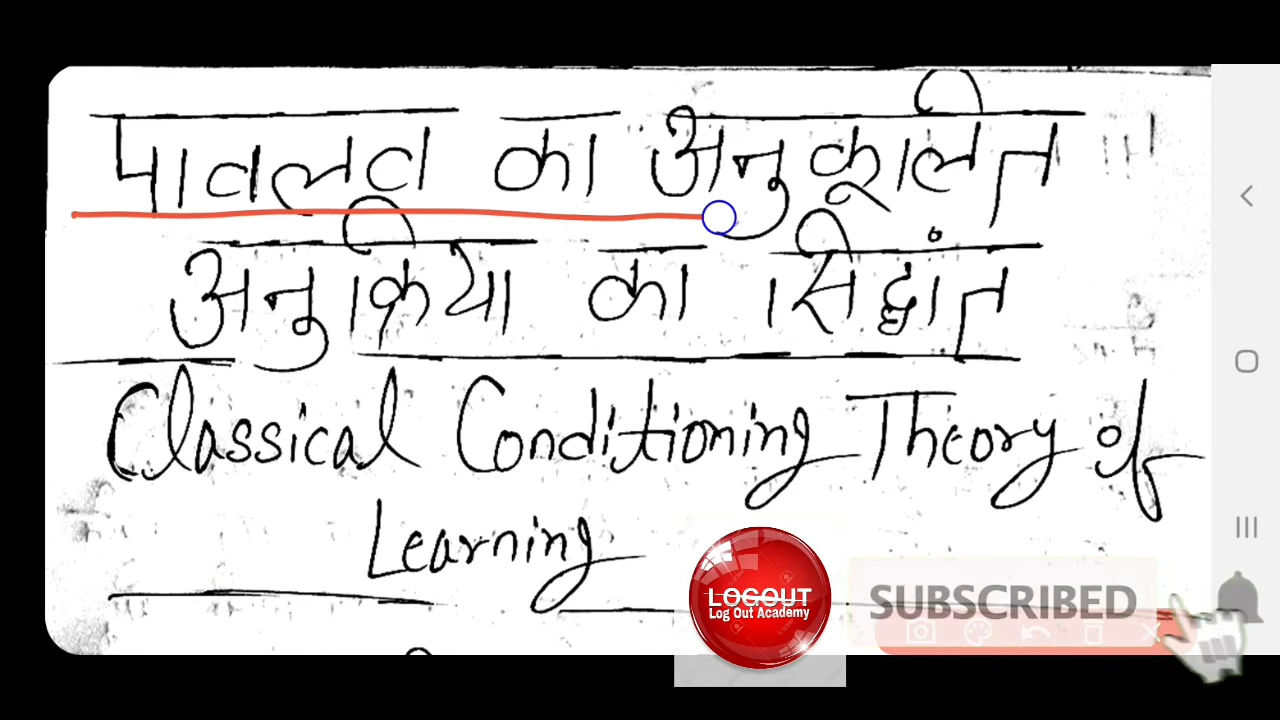 पावलव का अनुकूलित
अनुक्रिया का सिद्धांत
Classical Conditioning Theory of
Learning
LOGOUT
Log Out Academy
SUBSCRIBED